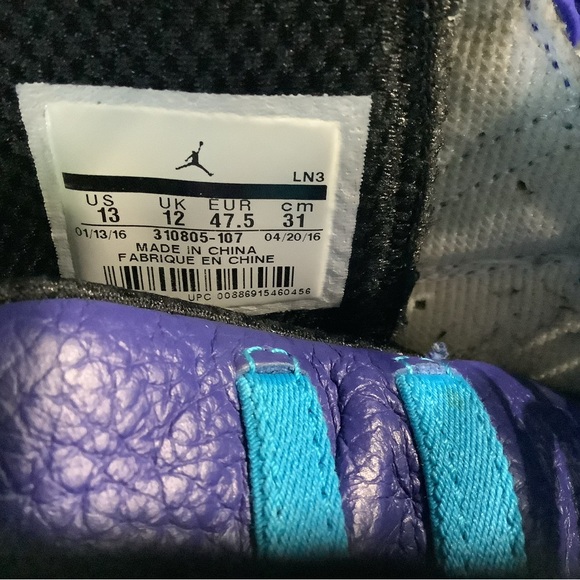 LN3
US UK EUR cm
13 12 47.5 31
01/13/16 310805-107 04/20/16
MADE IN CHINA
FABRIQUE EN CHINE
UPC 00886915460456